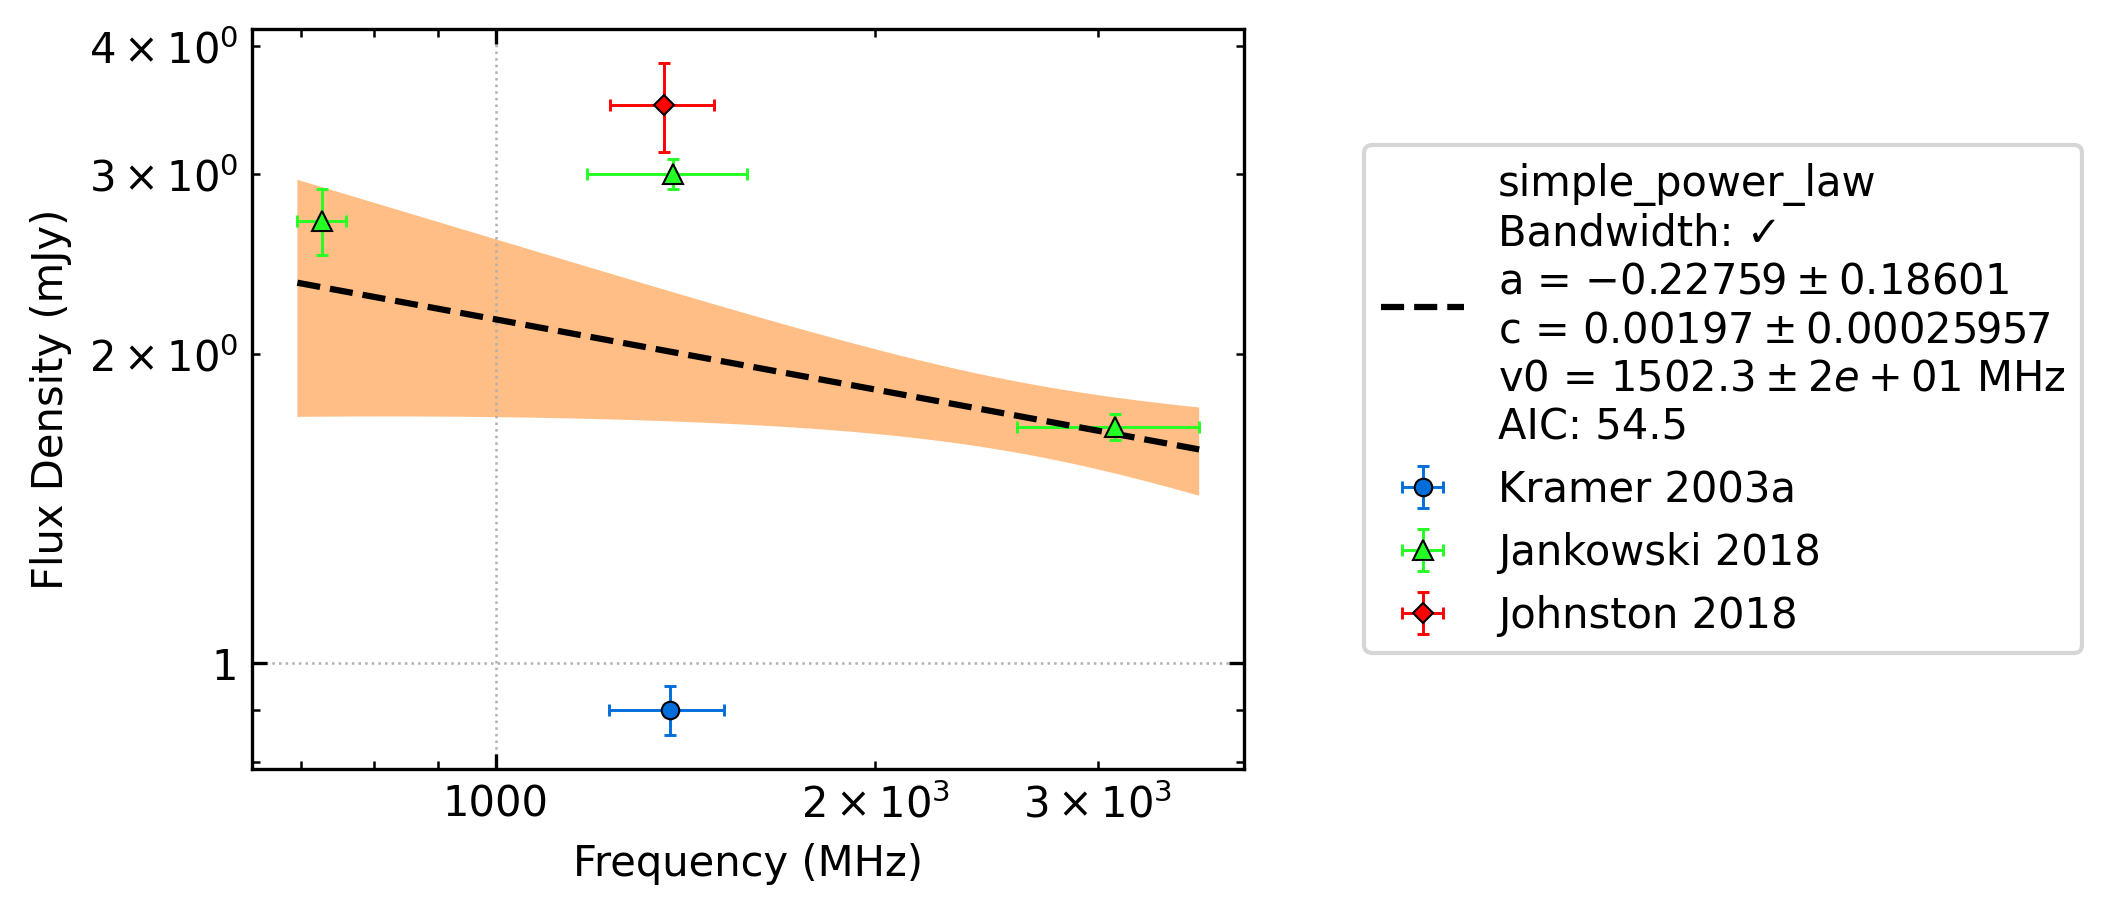 4 × 10⁰
3 × 10⁰
2 × 10⁰
1
Flux Density (mJy)
1000
2 × 10³
3 × 10³
Frequency (MHz)
simple_power_law
Bandwidth: ✓
a = −0.22759 ± 0.18601
c = 0.00197 ± 0.00025957
v0 = 1502.3 ± 2e + 01 MHz
AIC: 54.5
Kramer 2003a
Jankowski 2018
Johnston 2018